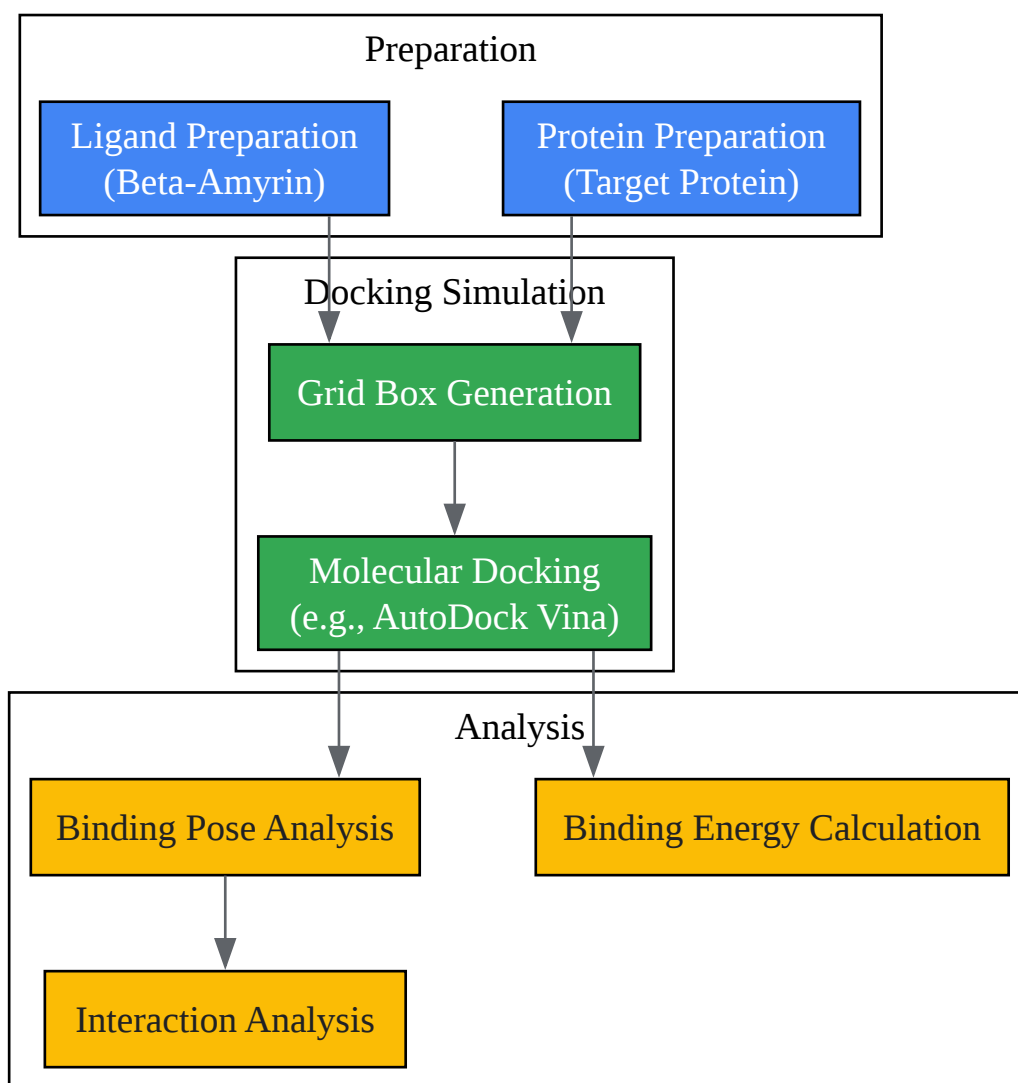 Preparation
Ligand Preparation
(Beta-Amyrin)
Protein Preparation
(Target Protein)
Docking Simulation
Grid Box Generation
Molecular Docking
(e.g., AutoDock Vina)
Analysis
Binding Pose Analysis
Binding Energy Calculation
Interaction Analysis